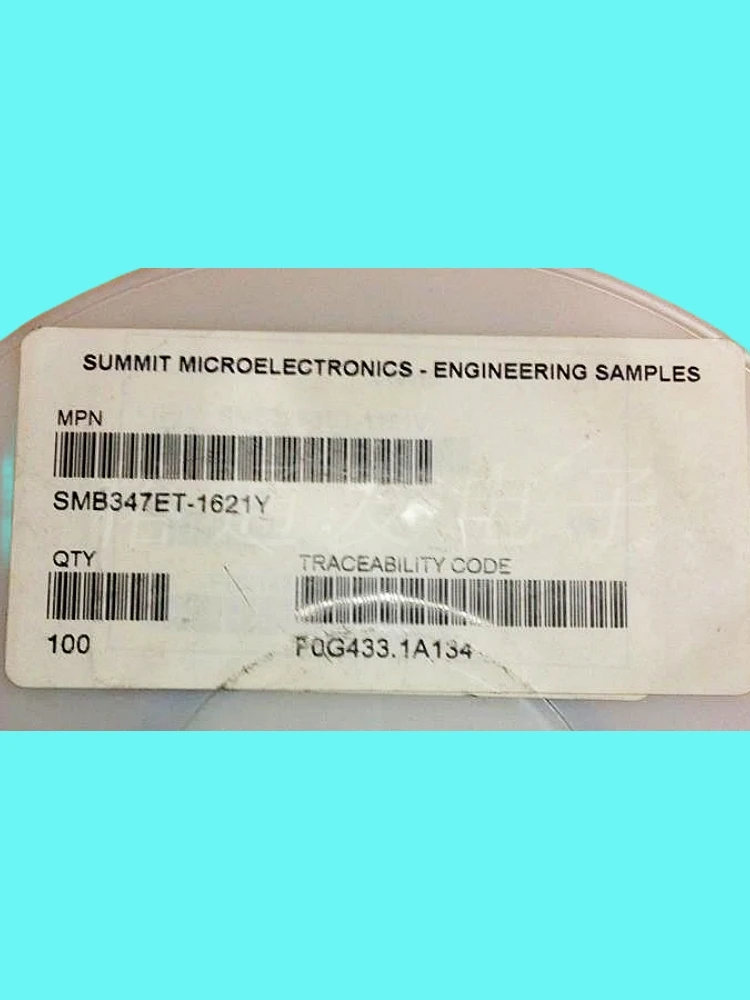 SUMMIT MICROELECTRONICS - ENGINEERING SAMPLES
MPN
SMB347ET-1621Y
QTY
TRACEABILITY CODE
100
F0G433.1A134